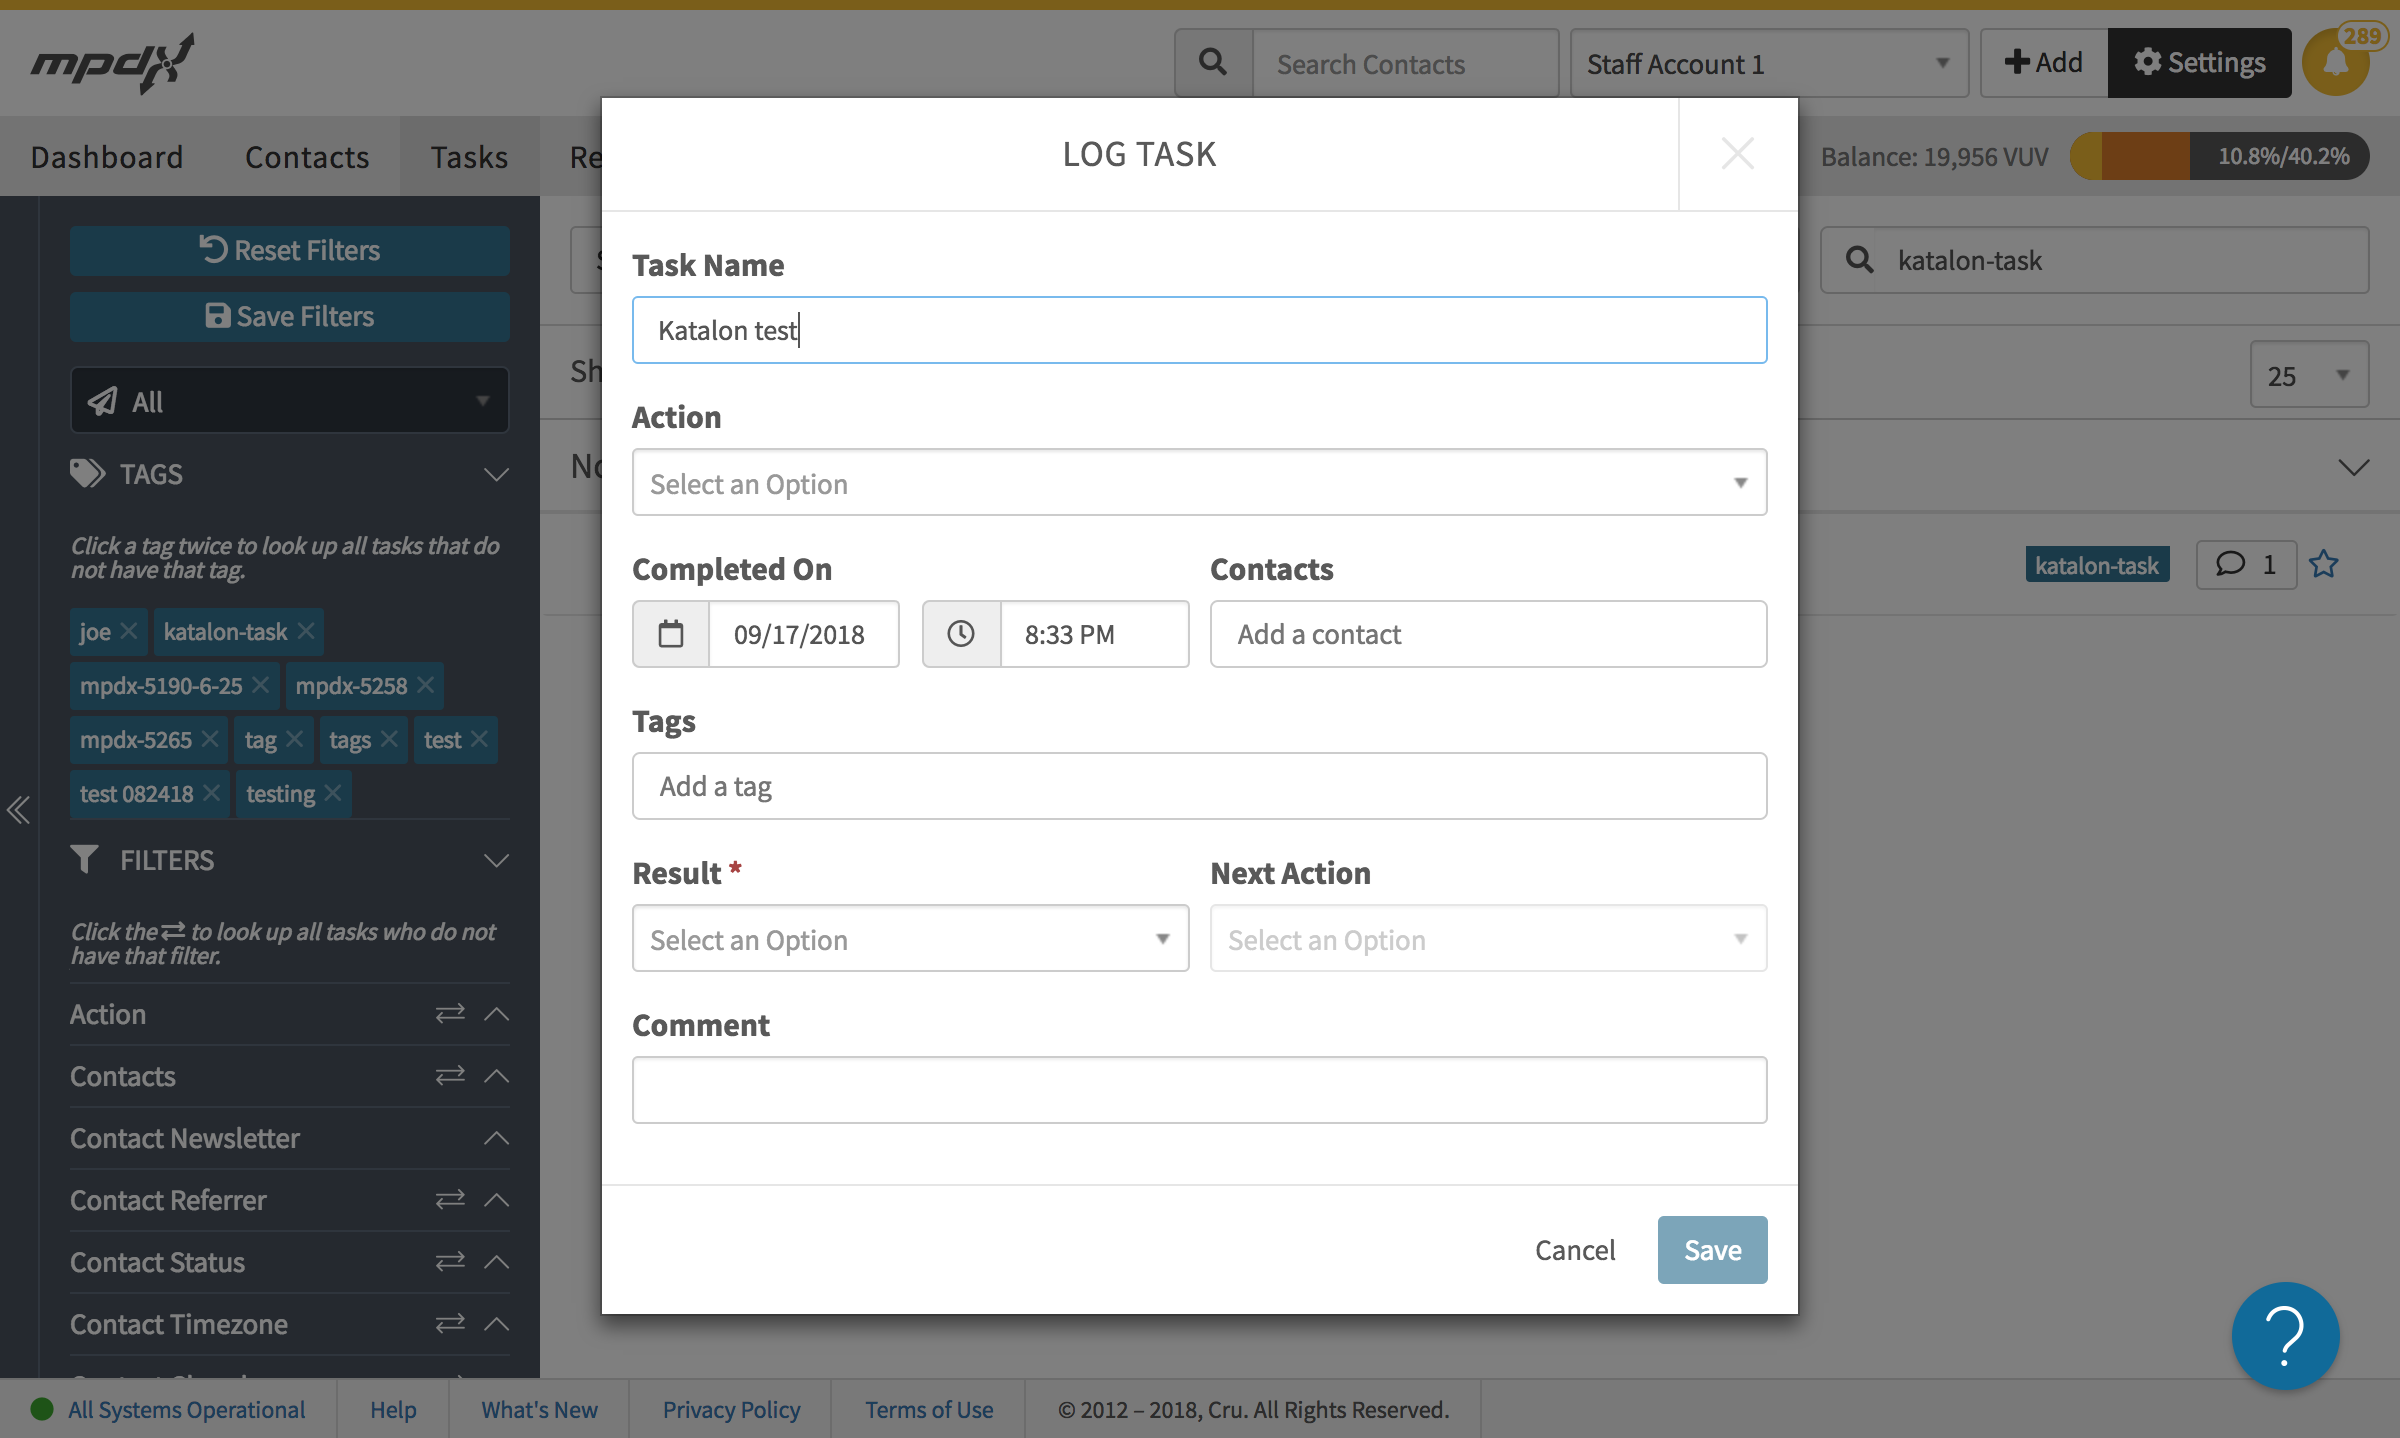 mpdx
Search Contacts
Staff Account 1
Add
Settings
289
Dashboard
Contacts
Tasks
Re
Balance: 19,956 VUV
10.8%/40.2%
Reset Filters
Save Filters
All
TAGS
Click a tag twice to look up all tasks that do
not have that tag.
joe
katalon-task
mpdx-5190-6-25
mpdx-5258
mpdx-5265
tag
tags
test
test 082418
testing
FILTERS
Click the to look up all tasks who do not
have that filter.
Action
Contacts
Contact Newsletter
Contact Referrer
Contact Status
Contact Timezone
katalon-task
Sh
25
No
katalon-task
1
LOG TASK
Task Name
Katalon test
Action
Select an Option
Completed On
Contacts
09/17/2018
8:33 PM
Add a contact
Tags
Add a tag
Result *
Next Action
Select an Option
Select an Option
Comment
Cancel
Save
?
All Systems Operational
Help
What's New
Privacy Policy
Terms of Use
© 2012 – 2018, Cru. All Rights Reserved.